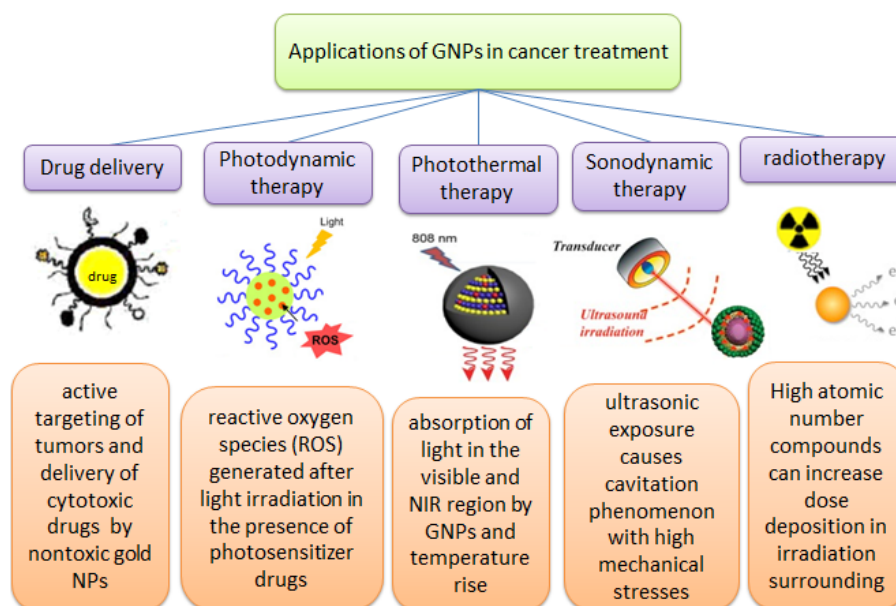 Applications of GNPs in cancer treatment
Drug delivery
Photodynamic
therapy
Photothermal
therapy
Sonodynamic
therapy
radiotherapy
drug
Light
ROS
808 nm
Transducer
Ultrasound
irradiation
e
e
active
targeting of
tumors and
delivery of
cytotoxic
drugs by
nontoxic gold
NPs
reactive oxygen
species (ROS)
generated after
light irradiation in
the presence of
photosensitizer
drugs
absorption of
light in the
visible and
NIR region by
GNPs and
temperature
rise
ultrasonic
exposure
causes
cavitation
phenomenon
with high
mechanical
stresses
High atomic
number
compounds
can increase
dose
deposition in
irradiation
surrounding